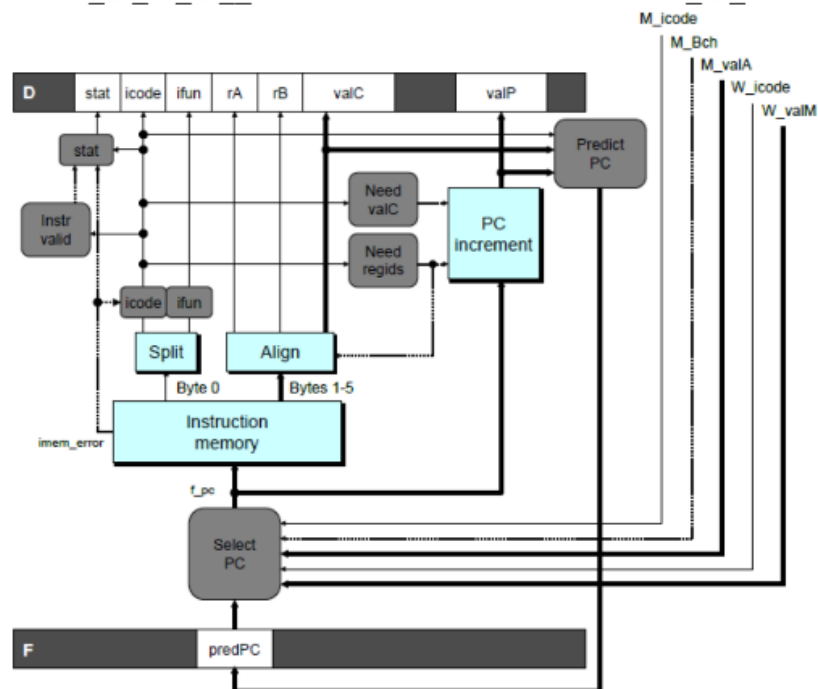 M_icode
M_Bch
M_valA
W_icode
W_valM
D stat icode ifun rA rB valC valP
stat
Predict
PC
Need
valC
Instr
valid
PC
increment
Need
regids
icode ifun
Split
Align
Byte 0
Bytes 1-5
Instruction
memory
imem_error
f_pc
Select
PC
F predPC